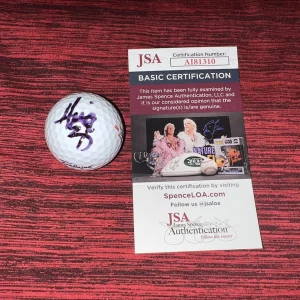 JSA
Certification Number:
AI81310
BASIC CERTIFICATION
This item has been fully examined by
James Spence Authentication, LLC and
it is our considered opinion that the
signature(s) is/are genuine.
Verify this certification by visiting
SpenceLOA.com
Follow us @jsaloa
JSA
James Spence
Authentication